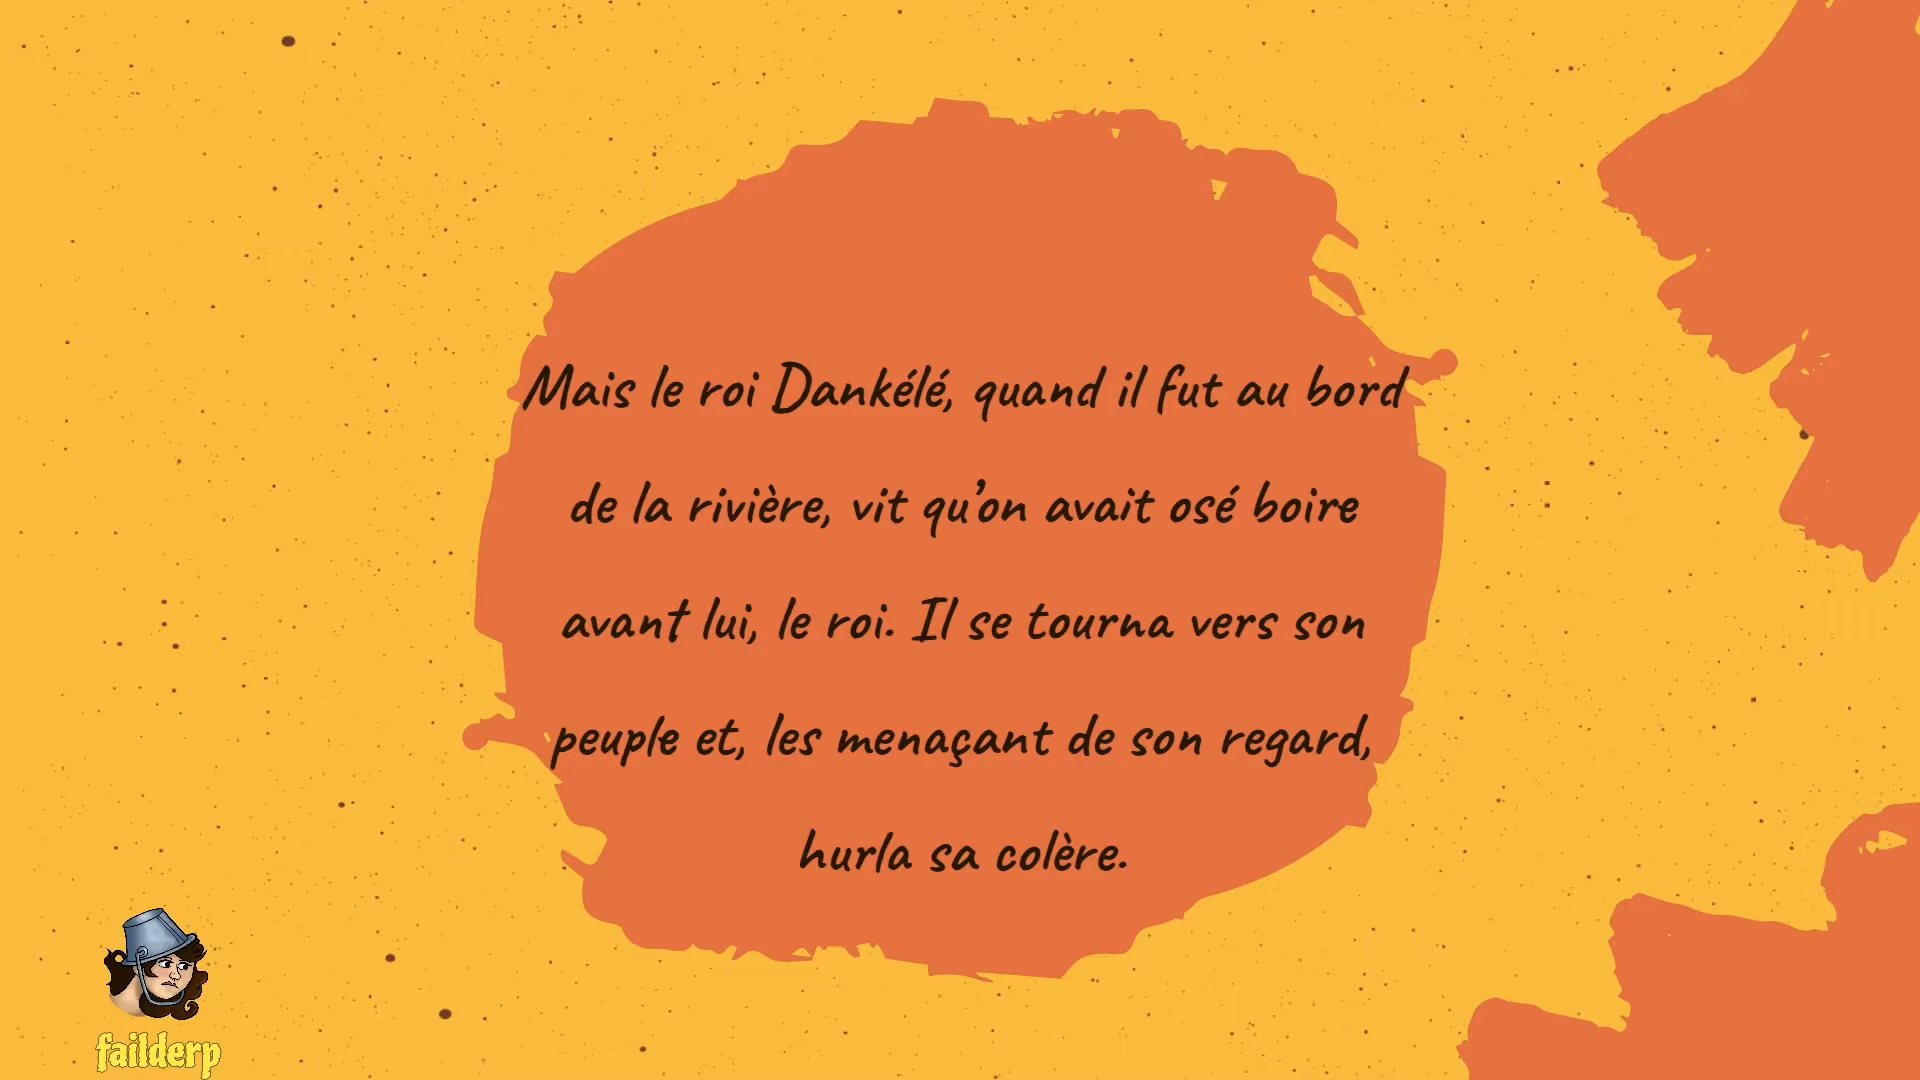 Mais le roi Dankélé, quand il fut au bord
de la rivière, vit qu'on avait osé boire
avant lui, le roi. Il se tourna vers son
peuple et, les menaçant de son regard,
hurla sa colère.
failderp